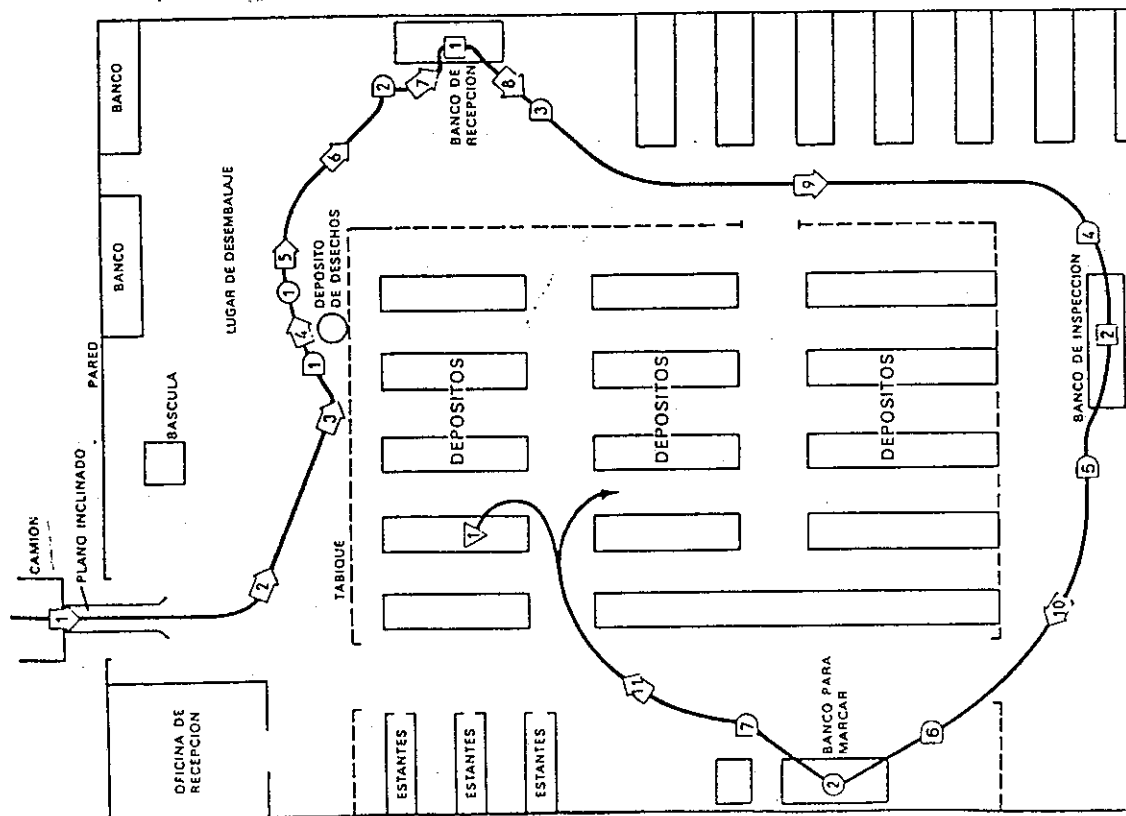 CAMION
PLANO INCLINADO
PARED
OFICINA DE
RECEPCION
BASCULA
BANCO
BANCO
LUGAR DE DESEMBALAJE
1
2
3
1
4
1
5
6
2
7
1
8
3
DEPOSITO
DE DESECHOS
BANCO DE
RECEPCION
TABIQUE
ESTANTES
ESTANTES
ESTANTES
DEPOSITOS
DEPOSITOS
DEPOSITOS
1
9
4
2
5
10
6
2
7
11
BANCO PARA
MARCAR
BANCO DE INSPECCION